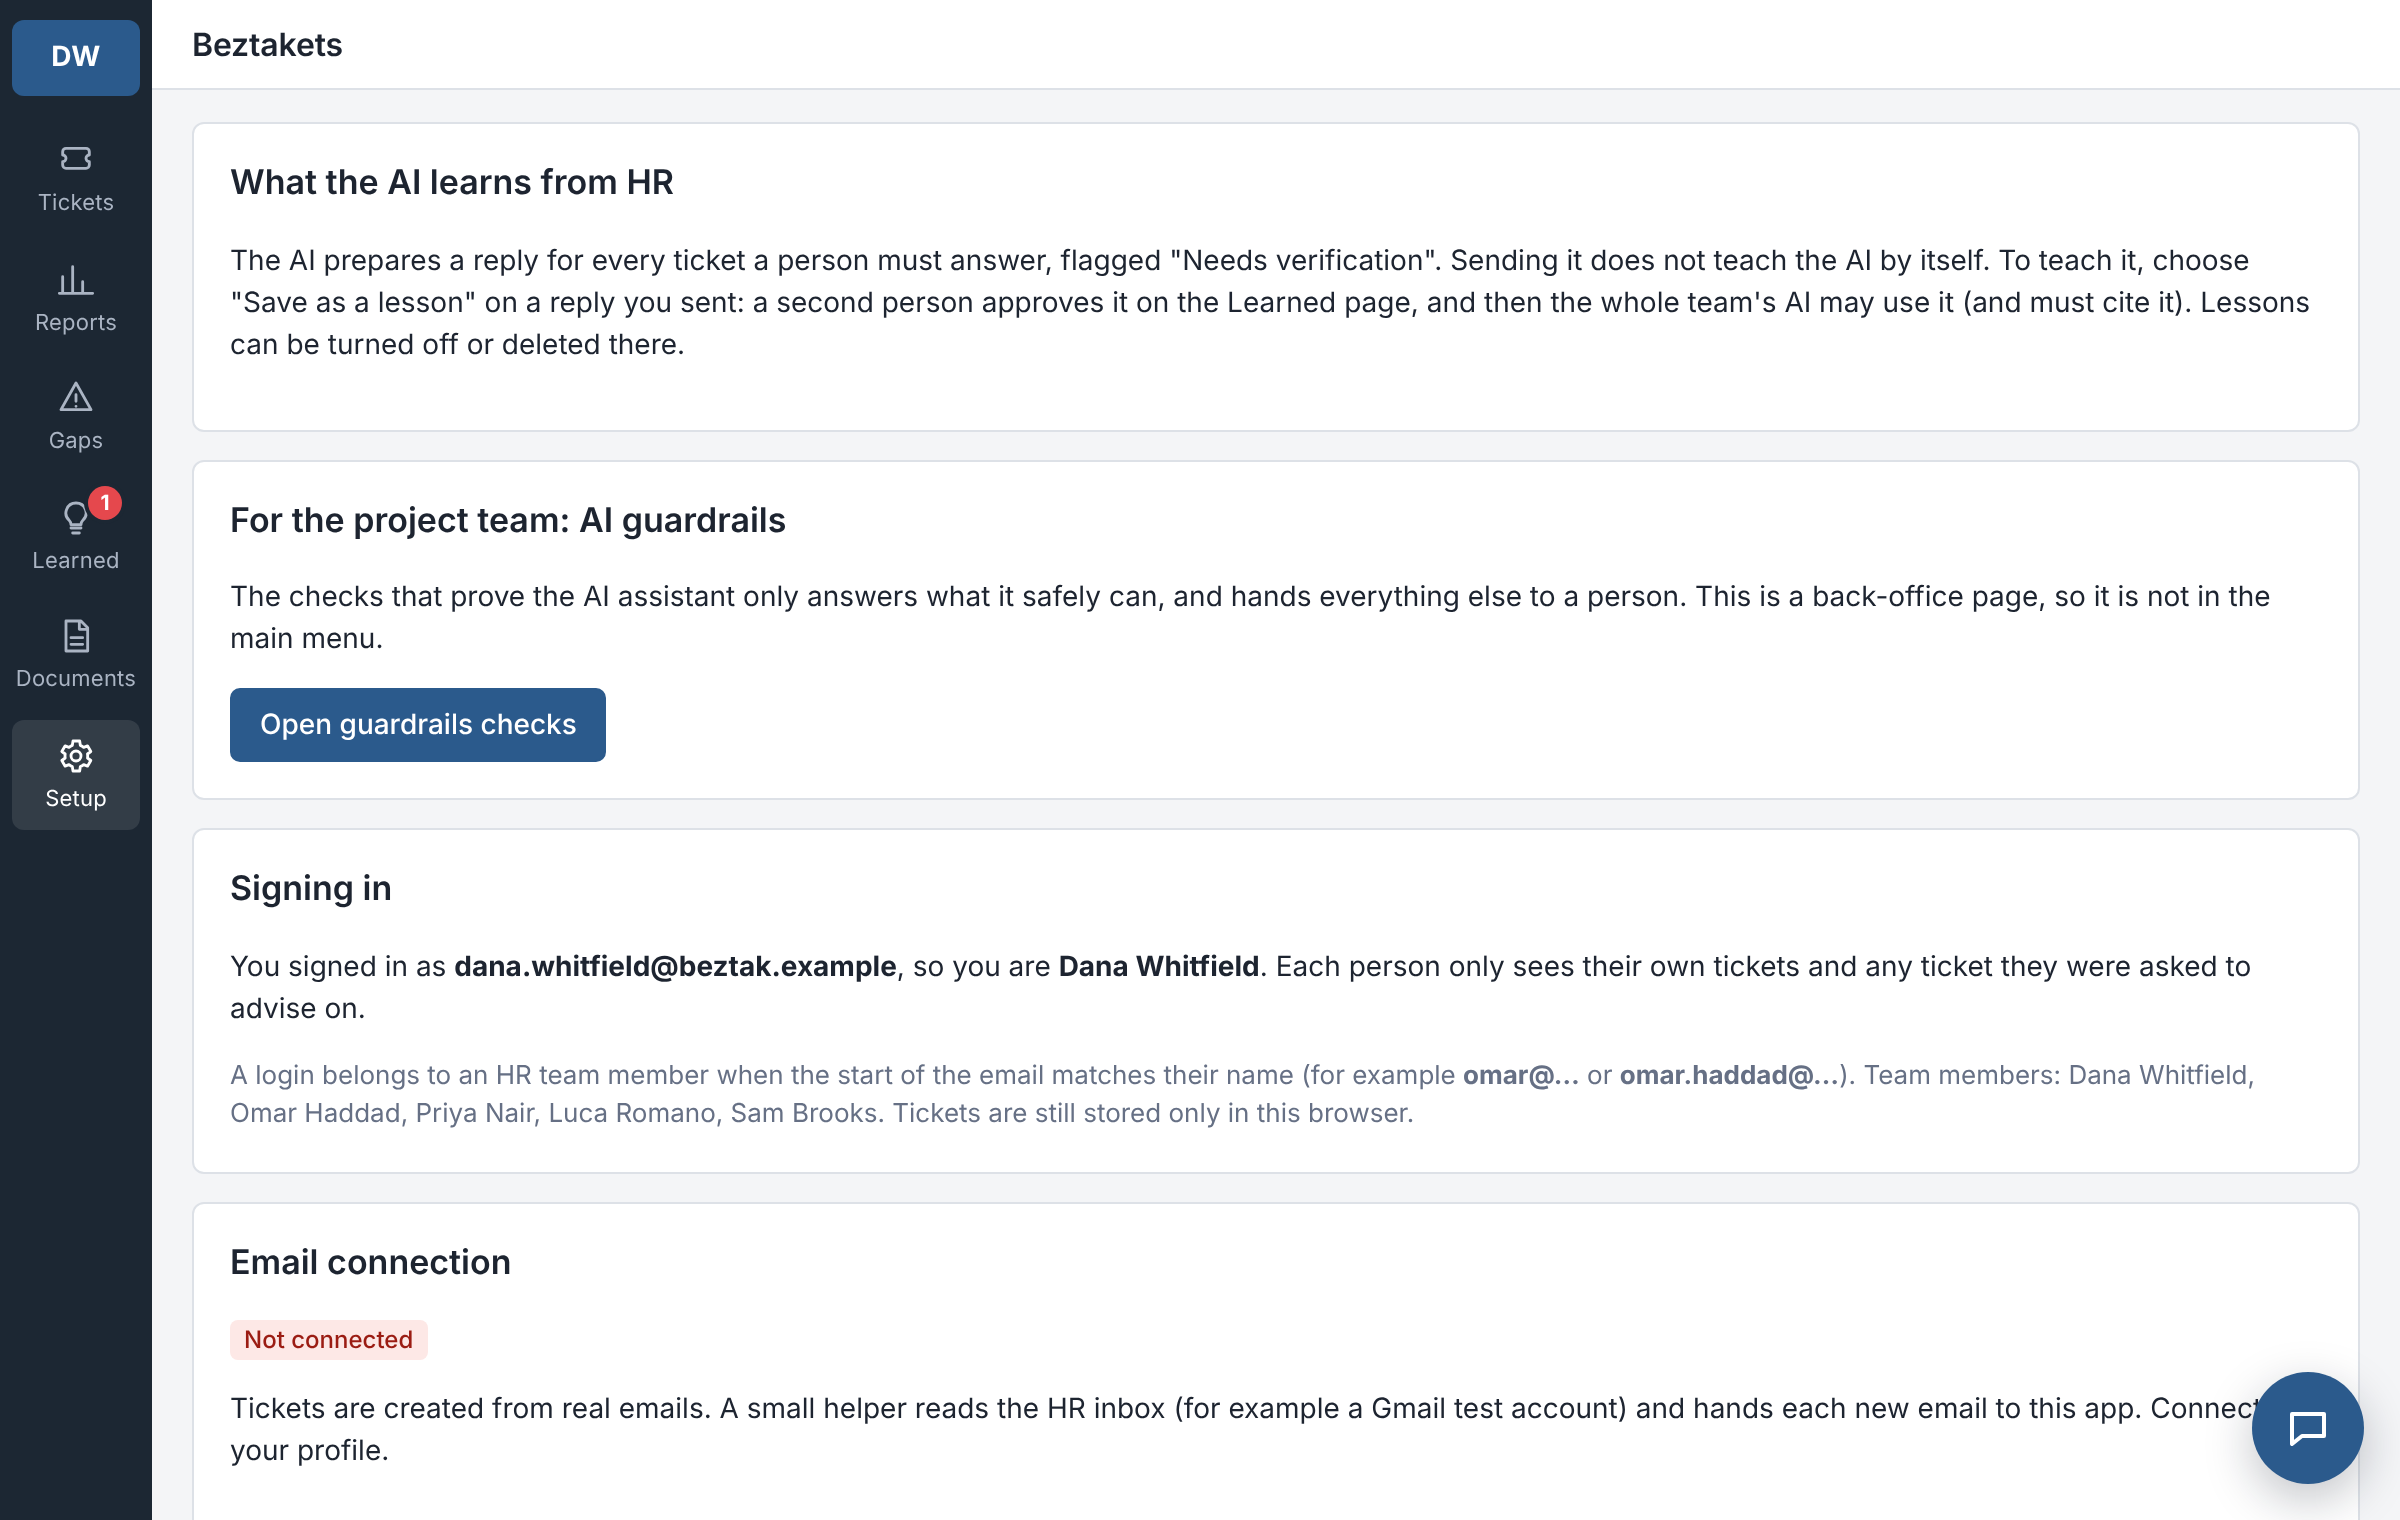 DW
Beztakets
Tickets
Reports
Gaps
1
Learned
Documents
Setup
What the AI learns from HR
The AI prepares a reply for every ticket a person must answer, flagged "Needs verification". Sending it does not teach the AI by itself. To teach it, choose
"Save as a lesson" on a reply you sent: a second person approves it on the Learned page, and then the whole team's AI may use it (and must cite it). Lessons
can be turned off or deleted there.
For the project team: AI guardrails
The checks that prove the AI assistant only answers what it safely can, and hands everything else to a person. This is a back-office page, so it is not in the
main menu.
Open guardrails checks
Signing in
You signed in as dana.whitfield@beztak.example, so you are Dana Whitfield. Each person only sees their own tickets and any ticket they were asked to
advise on.
A login belongs to an HR team member when the start of the email matches their name (for example omar@... or omar.haddad@...). Team members: Dana Whitfield,
Omar Haddad, Priya Nair, Luca Romano, Sam Brooks. Tickets are still stored only in this browser.
Email connection
Not connected
Tickets are created from real emails. A small helper reads the HR inbox (for example a Gmail test account) and hands each new email to this app. Connect
your profile.